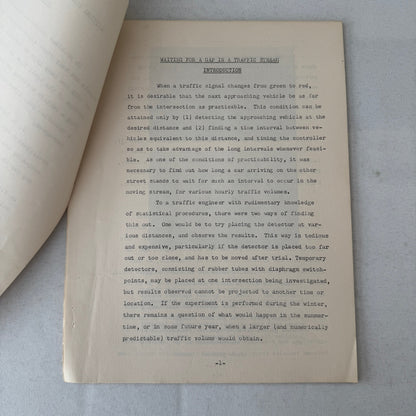 WAITING FOR A GAP IN A TRAFFIC STREAM
INTRODUCTION
When a traffic signal changes from green to red,
it is desirable that the next approaching vehicle be as far
from the intersection as practicable. This condition can be
attained only by (1) detecting the approaching vehicle at the
desired distance and (2) finding a time interval between ve-
hicles equivalent to this distance, and timing the controller
so as to take advantage of the long intervals whenever feasi-
ble. As one of the conditions of practicability, it was
necessary to find out how long a car arriving on the other
street stands to wait for such an interval to occur in the
moving stream, for various hourly traffic volumes.
To a traffic engineer with rudimentary knowledge
of statistical procedures, there were two ways of finding
this out. One would be to try placing the detector at var-
ious distances, and observe the results. This way is tedious
and expensive, particularly if the detector is placed too far
out or too close, and has to be moved after trial. Temporary
detectors, consisting of rubber tubes with diaphragm switch-
points, may be placed at one intersection being investigated,
but results observed cannot be projected to another time or
location. If the experiment is performed during the winter,
there remains a question of what would happen in the summer-
time, or in some future year, when a larger (and numerically
predictable) traffic volume would obtain.
-1-